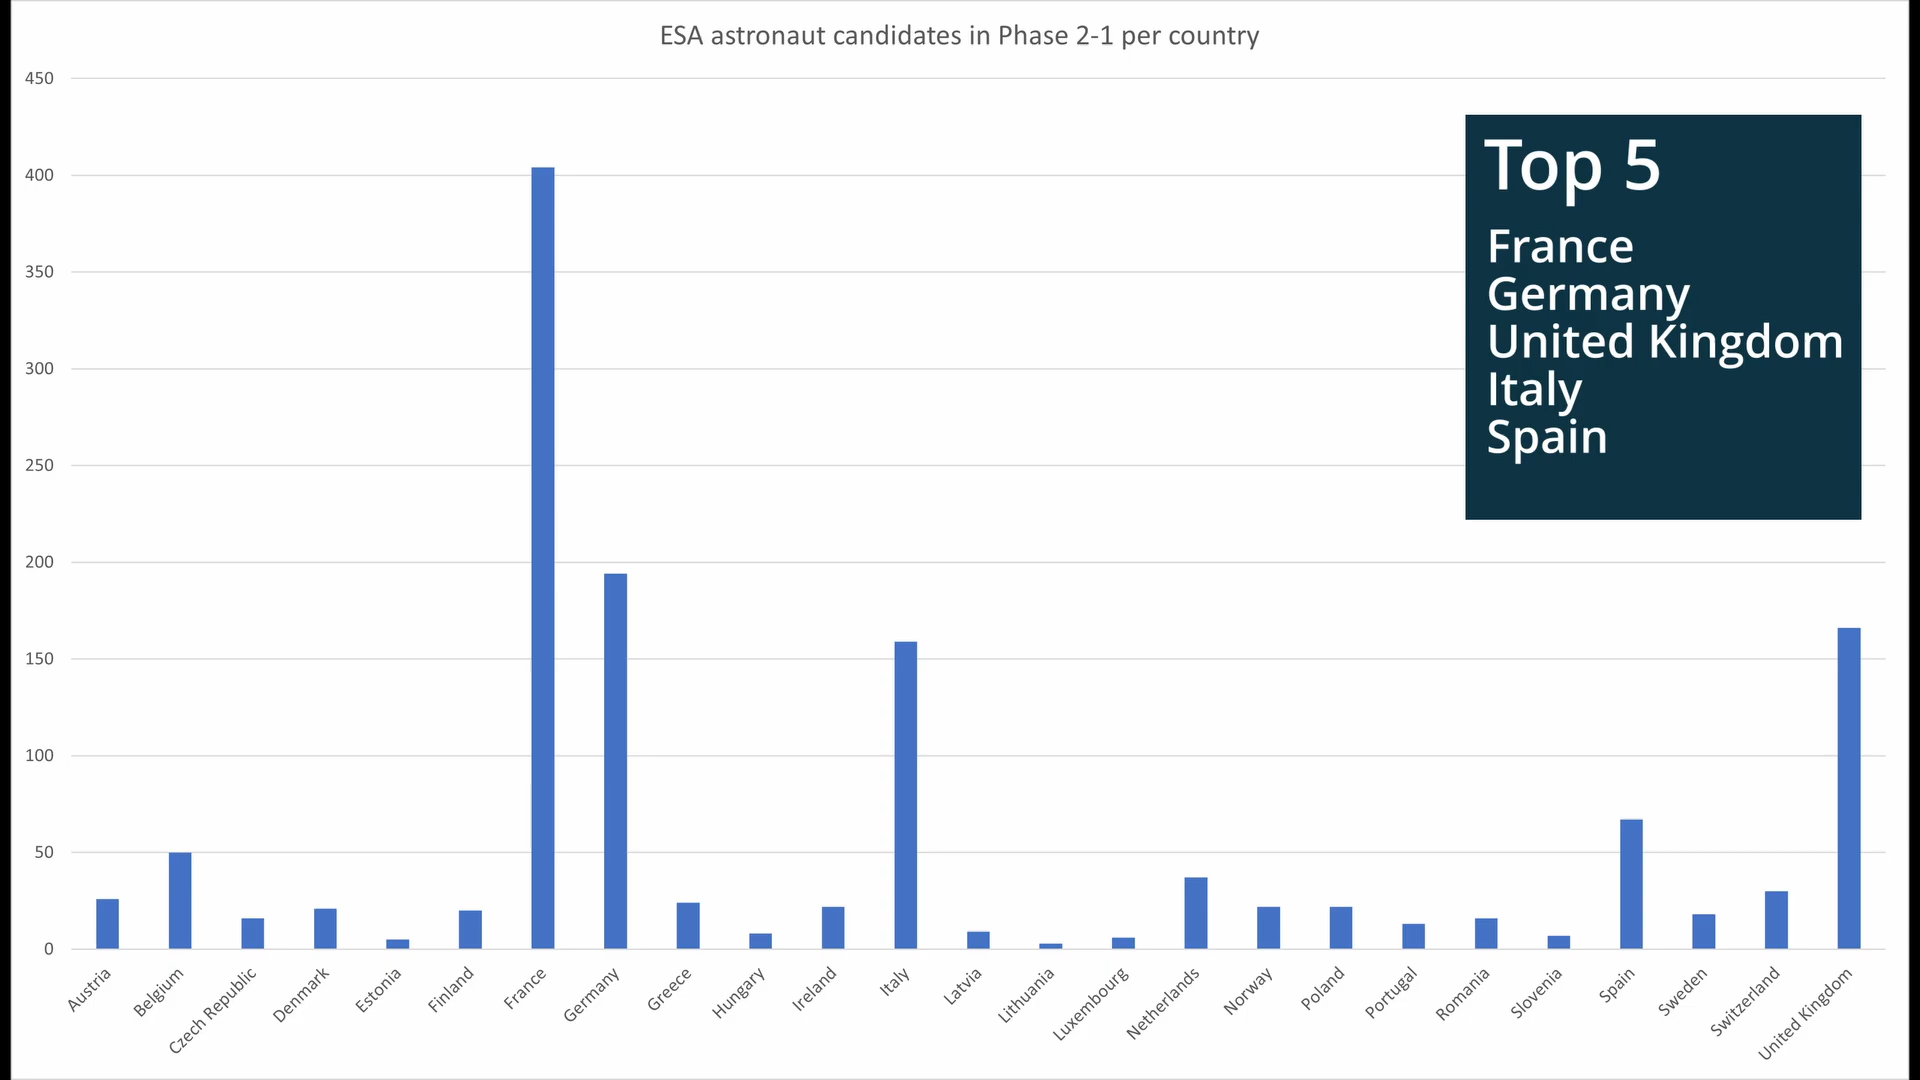 ESA astronaut candidates in Phase 2-1 per country
450
400
350
300
250
200
150
100
50
0
Top 5
France
Germany
United Kingdom
Italy
Spain
Austria
Belgium
Czech Republic
Denmark
Estonia
Finland
France
Germany
Greece
Hungary
Ireland
Italy
Latvia
Lithuania
Luxembourg
Netherlands
Norway
Poland
Portugal
Romania
Slovenia
Spain
Sweden
Switzerland
United Kingdom